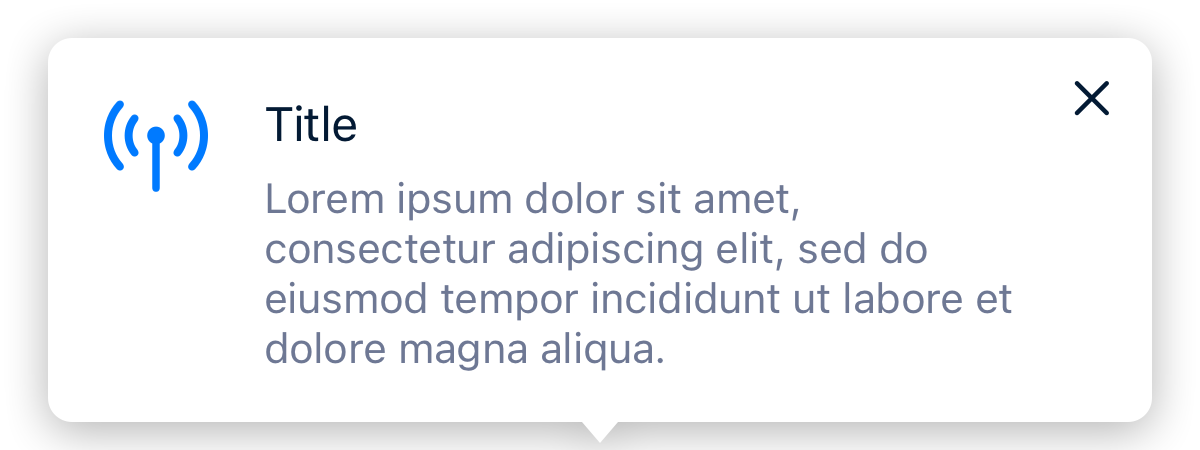 Title
Lorem ipsum dolor sit amet,
consectetur adipiscing elit, sed do
eiusmod tempor incididunt ut labore et
dolore magna aliqua.